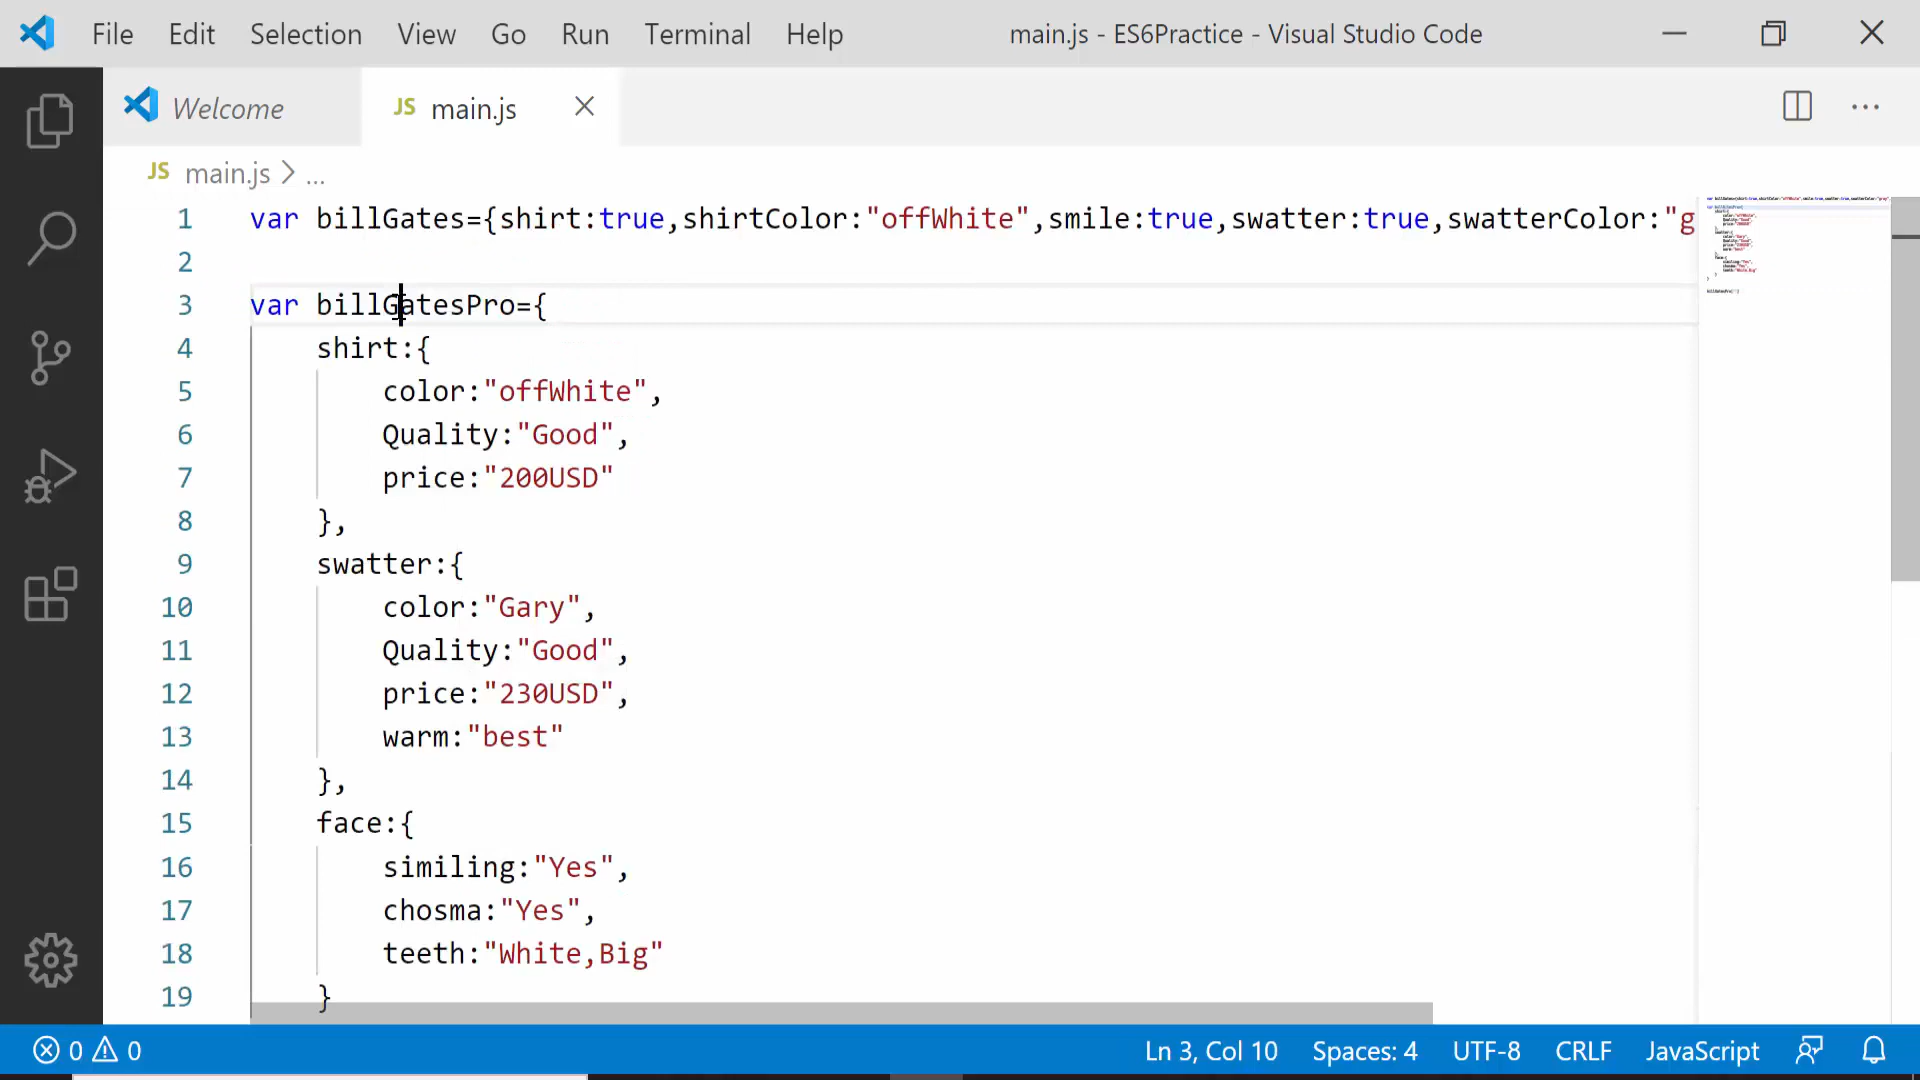 File Edit Selection View Go Run Terminal Help main.js - ES6Practice - Visual Studio Code
Welcome JS main.js
JS main.js > ...
1 var billGates={shirt:true,shirtColor:"offWhite",smile:true,swatter:true,swatterColor:"g
2
3 var billGatesPro={
4 shirt:{
5 color:"offWhite",
6 Quality:"Good",
7 price:"200USD"
8 },
9 swatter:{
10 color:"Gary",
11 Quality:"Good",
12 price:"230USD",
13 warm:"best"
14 },
15 face:{
16 similing:"Yes",
17 chosma:"Yes",
18 teeth:"White,Big"
19 }
0 0 Ln 3, Col 10 Spaces: 4 UTF-8 CRLF JavaScript